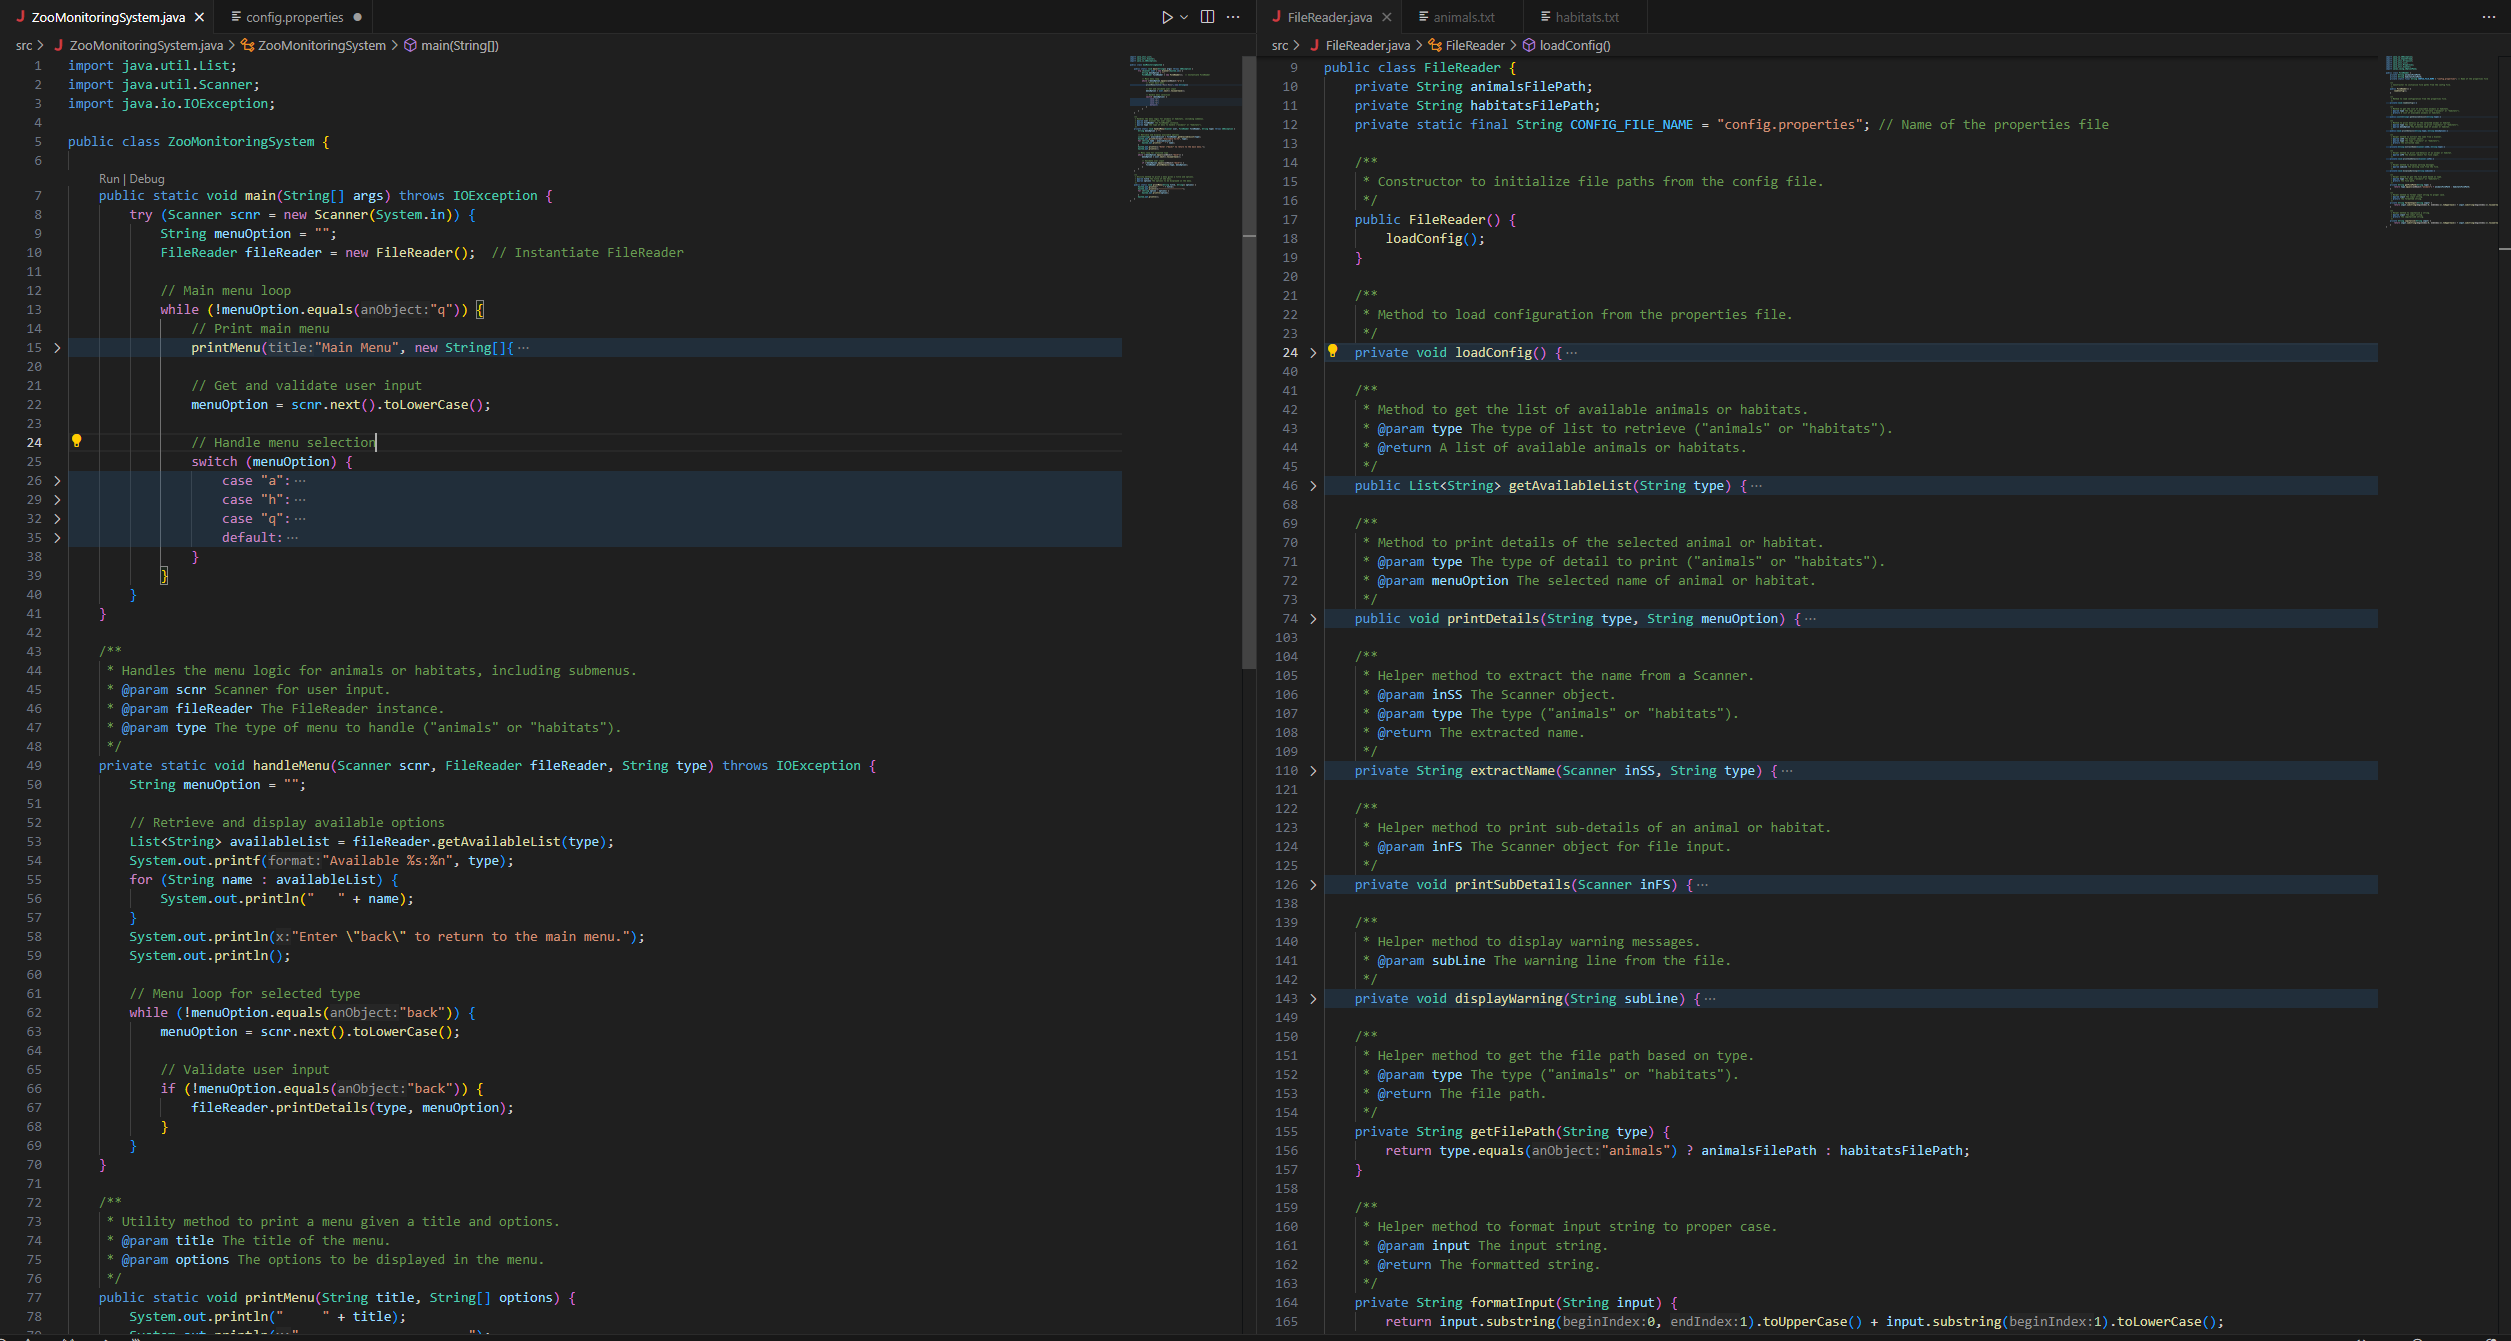 ZooMonitoringSystem.java
config.properties
src > ZooMonitoringSystem.java > ZooMonitoringSystem > main(String[])
1 import java.util.List;
2 import java.util.Scanner;
3 import java.io.IOException;
4
5 public class ZooMonitoringSystem {
6
Run | Debug
7 public static void main(String[] args) throws IOException {
8 try (Scanner scnr = new Scanner(System.in)) {
9 String menuOption = "";
10 FileReader fileReader = new FileReader();  // Instantiate FileReader
11
12 // Main menu loop
13 while (!menuOption.equals(anObject:"q")) {
14 // Print main menu
15 printMenu(title:"Main Menu", new String[]{ ···
20
21 // Get and validate user input
22 menuOption = scnr.next().toLowerCase();
23
24 // Handle menu selection
25 switch (menuOption) {
26 case "a": ···
29 case "h": ···
32 case "q": ···
35 default: ···
38 }
39 }
40 }
41 }
42
43 /**
44 * Handles the menu logic for animals or habitats, including submenus.
45 * @param scnr Scanner for user input.
46 * @param fileReader The FileReader instance.
47 * @param type The type of menu to handle ("animals" or "habitats").
48 */
49 private static void handleMenu(Scanner scnr, FileReader fileReader, String type) throws IOException {
50 String menuOption = "";
51
52 // Retrieve and display available options
53 List<String> availableList = fileReader.getAvailableList(type);
54 System.out.printf(format:"Available %s:%n", type);
55 for (String name : availableList) {
56 System.out.println("   " + name);
57 }
58 System.out.println(x:"Enter \"back\" to return to the main menu.");
59 System.out.println();
60
61 // Menu loop for selected type
62 while (!menuOption.equals(anObject:"back")) {
63 menuOption = scnr.next().toLowerCase();
64
65 // Validate user input
66 if (!menuOption.equals(anObject:"back")) {
67 fileReader.printDetails(type, menuOption);
68 }
69 }
70 }
71
72 /**
73 * Utility method to print a menu given a title and options.
74 * @param title The title of the menu.
75 * @param options The options to be displayed in the menu.
76 */
77 public static void printMenu(String title, String[] options) {
78 System.out.println("     " + title);
FileReader.java
animals.txt
habitats.txt
src > FileReader.java > FileReader > loadConfig()
9 public class FileReader {
10 private String animalsFilePath;
11 private String habitatsFilePath;
12 private static final String CONFIG_FILE_NAME = "config.properties"; // Name of the properties file
13
14 /**
15 * Constructor to initialize file paths from the config file.
16 */
17 public FileReader() {
18 loadConfig();
19 }
20
21 /**
22 * Method to load configuration from the properties file.
23 */
24 private void loadConfig() { ···
40
41 /**
42 * Method to get the list of available animals or habitats.
43 * @param type The type of list to retrieve ("animals" or "habitats").
44 * @return A list of available animals or habitats.
45 */
46 public List<String> getAvailableList(String type) { ···
68
69 /**
70 * Method to print details of the selected animal or habitat.
71 * @param type The type of detail to print ("animals" or "habitats").
72 * @param menuOption The selected name of animal or habitat.
73 */
74 public void printDetails(String type, String menuOption) { ···
103
104 /**
105 * Helper method to extract the name from a Scanner.
106 * @param inSS The Scanner object.
107 * @param type The type ("animals" or "habitats").
108 * @return The extracted name.
109 */
110 private String extractName(Scanner inSS, String type) { ···
121
122 /**
123 * Helper method to print sub-details of an animal or habitat.
124 * @param inFS The Scanner object for file input.
125 */
126 private void printSubDetails(Scanner inFS) { ···
138
139 /**
140 * Helper method to display warning messages.
141 * @param subLine The warning line from the file.
142 */
143 private void displayWarning(String subLine) { ···
149
150 /**
151 * Helper method to get the file path based on type.
152 * @param type The type ("animals" or "habitats").
153 * @return The file path.
154 */
155 private String getFilePath(String type) {
156 return type.equals(anObject:"animals") ? animalsFilePath : habitatsFilePath;
157 }
158
159 /**
160 * Helper method to format input string to proper case.
161 * @param input The input string.
162 * @return The formatted string.
163 */
164 private String formatInput(String input) {
165 return input.substring(beginIndex:0, endIndex:1).toUpperCase() + input.substring(beginIndex:1).toLowerCase();